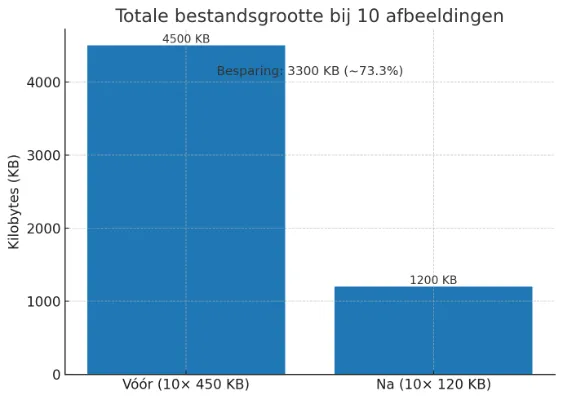 Totale bestandsgrootte bij 10 afbeeldingen
4500 KB
Besparing: 3300 KB (~73.3%)
4000
3000
2000
1000
0
Kilobytes (KB)
1200 KB
Vóór (10× 450 KB)
Na (10× 120 KB)